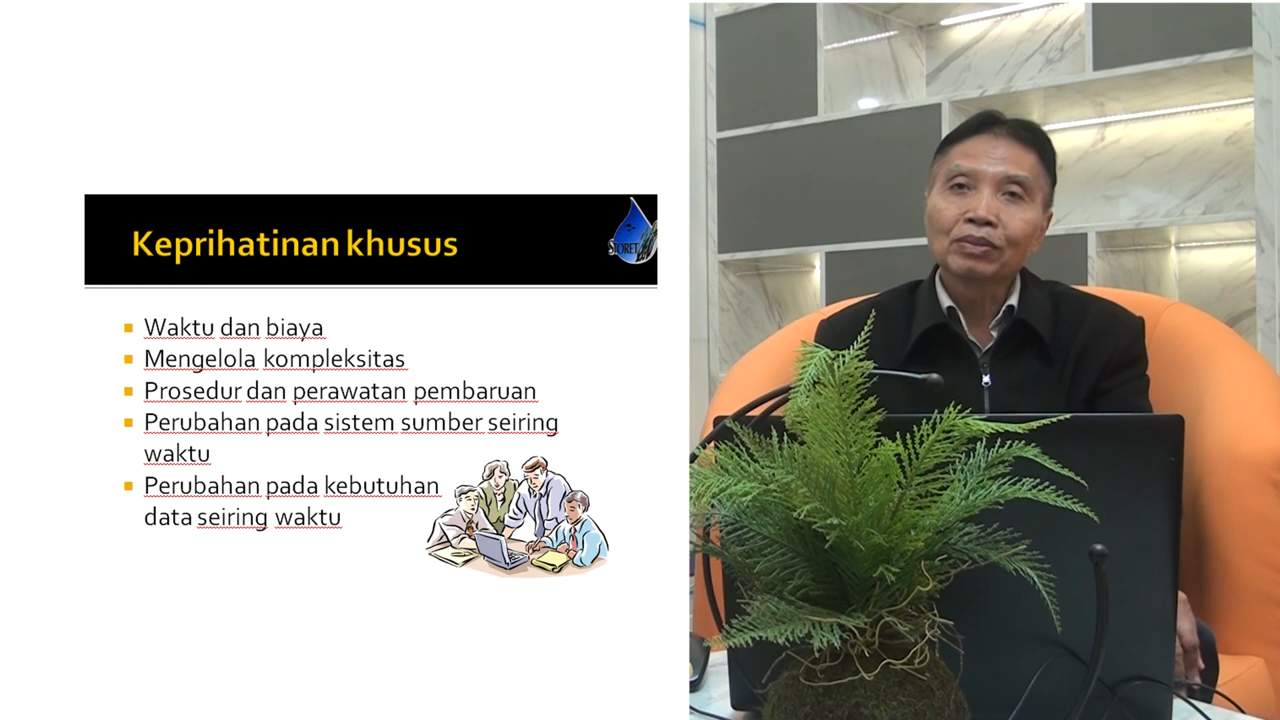 Keprihatinan khusus
STORET
Waktu dan biaya
Mengelola kompleksitas
Prosedur dan perawatan pembaruan
Perubahan pada sistem sumber seiring
waktu
Perubahan pada kebutuhan
data seiring waktu